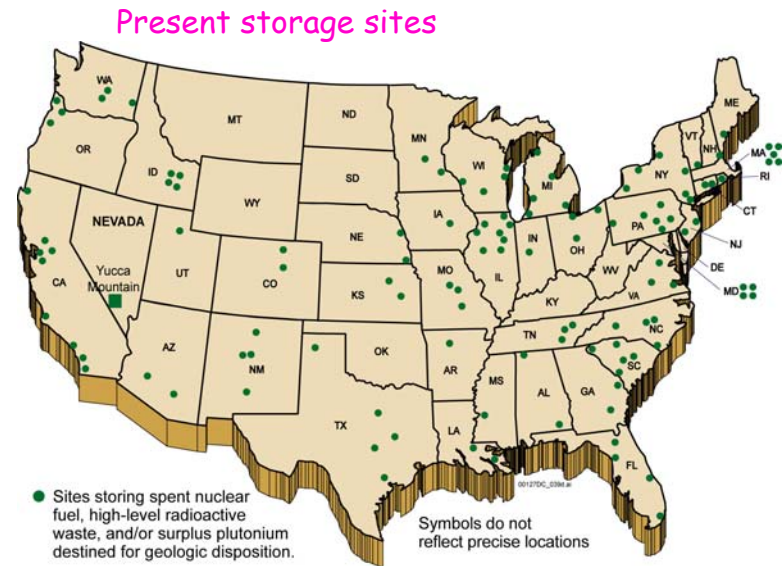 Present storage sites
WA
MT
ND
MN
ME
VT
NH
MA
RI
CT
OR
ID
SD
WI
MI
NY
WY
IA
PA
NJ
NEVADA
NE
IL
IN
OH
DE
MD
UT
CO
KS
MO
WV
VA
KY
CA
Yucca
Mountain
AZ
NM
OK
AR
TN
NC
SC
TX
LA
MS
AL
GA
FL
00127DC_039d.ai
Sites storing spent nuclear
fuel, high-level radioactive
waste, and/or surplus plutonium
destined for geologic disposition.
Symbols do not
reflect precise locations